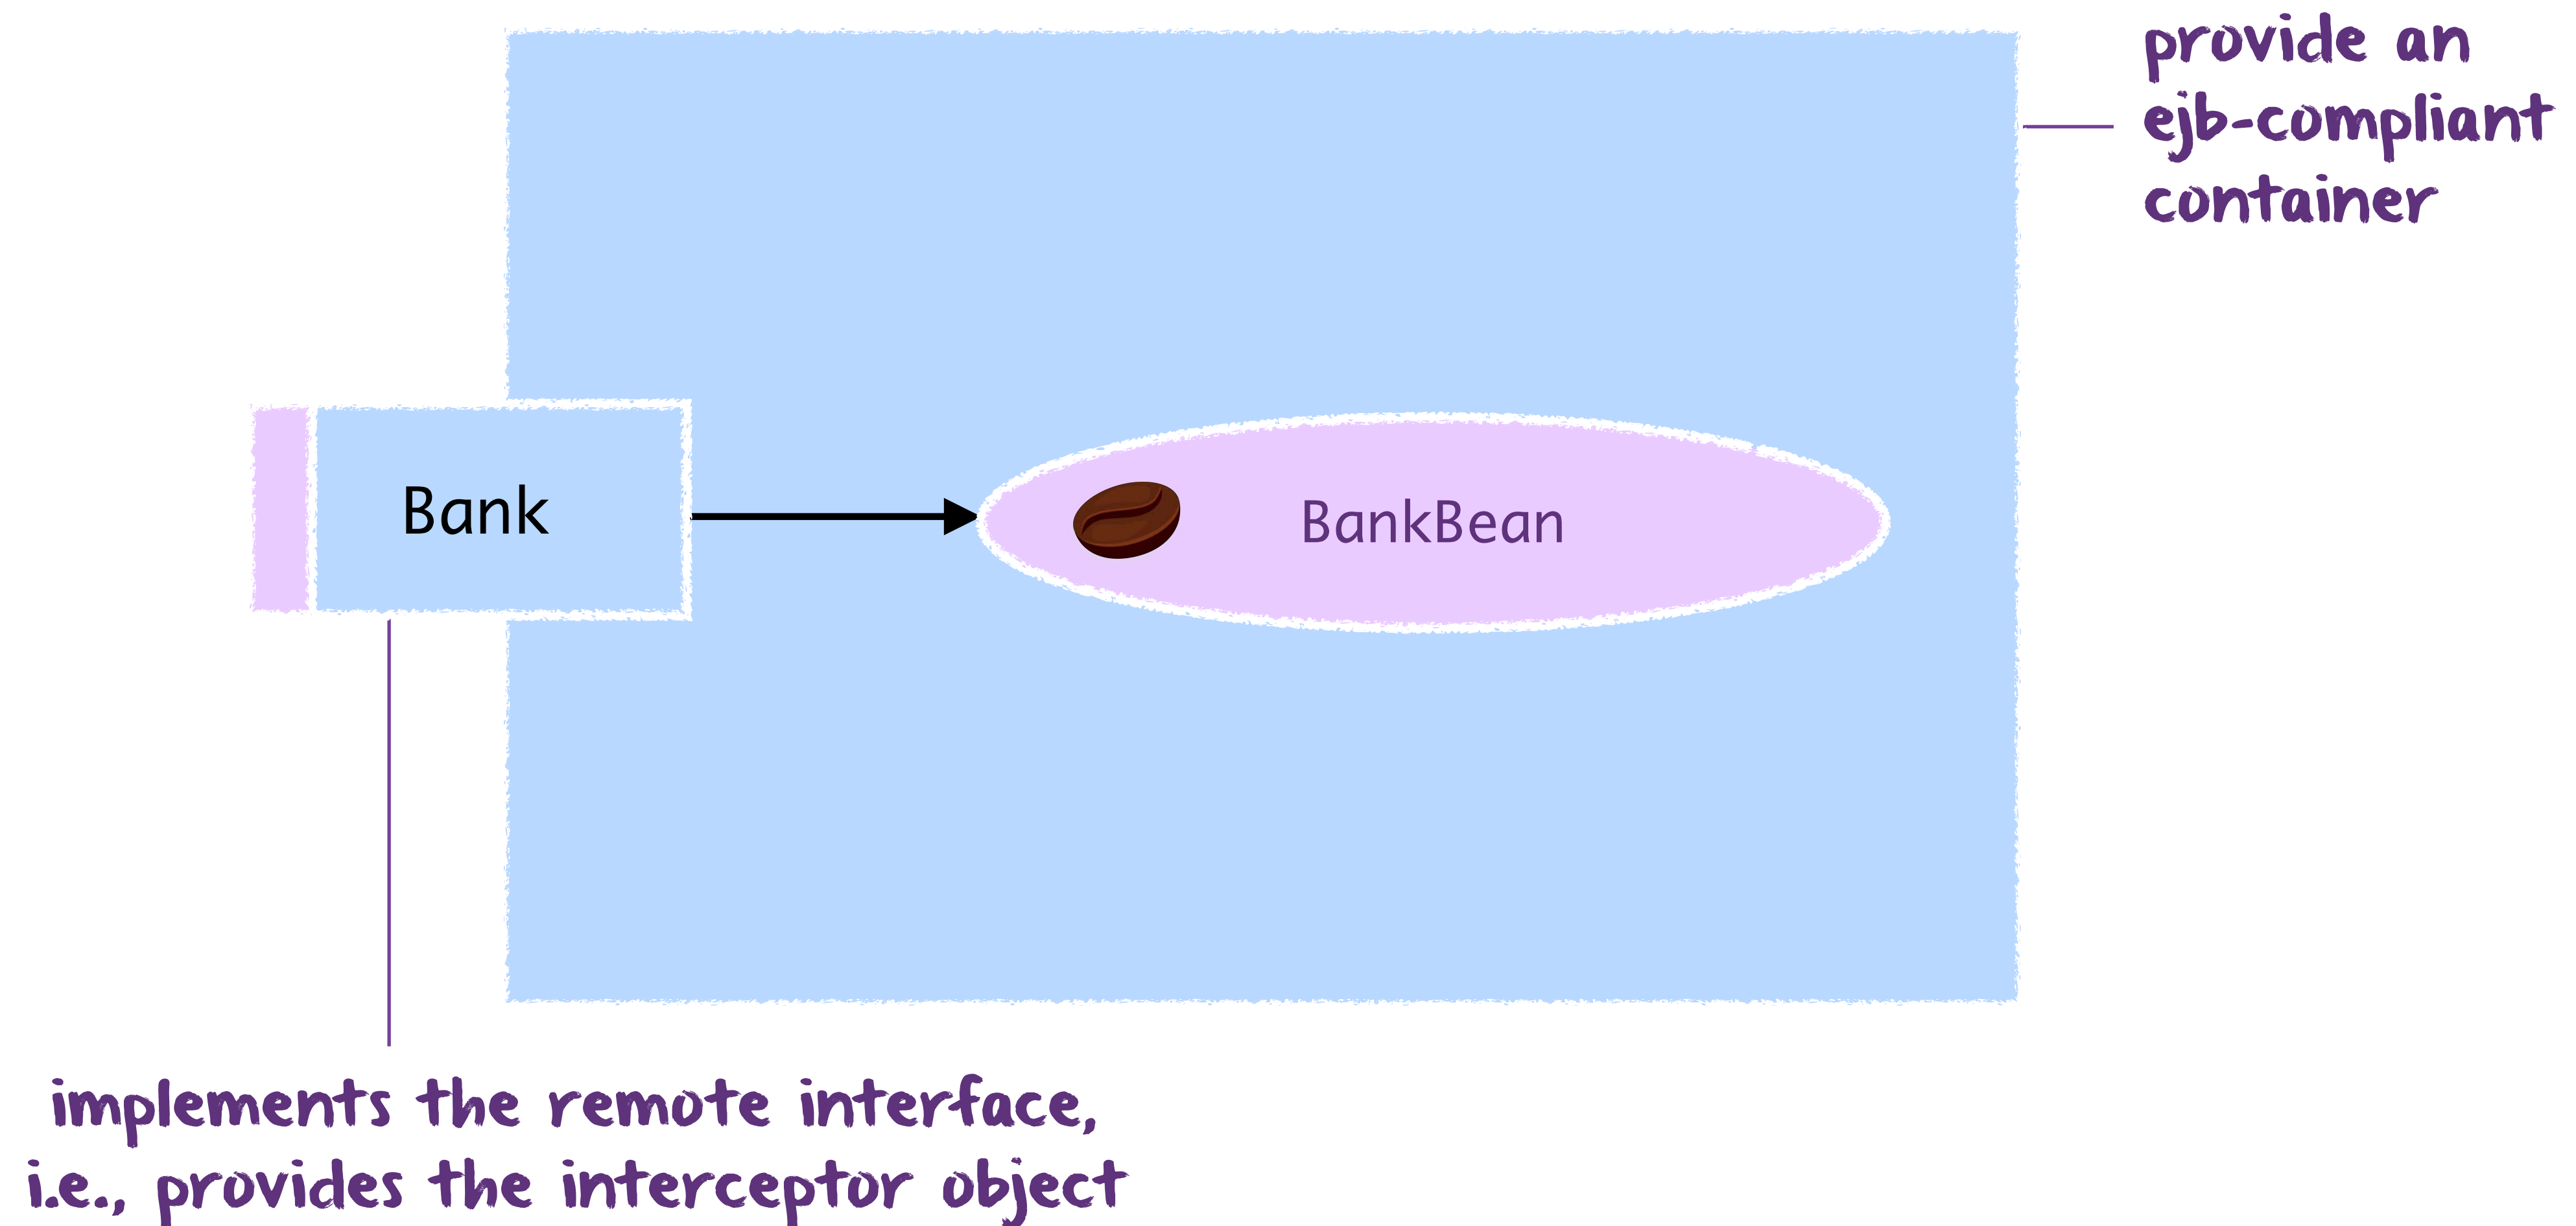 provide an
ejb-compliant
container
Bank
BankBean
implements the remote interface,
i.e., provides the interceptor object